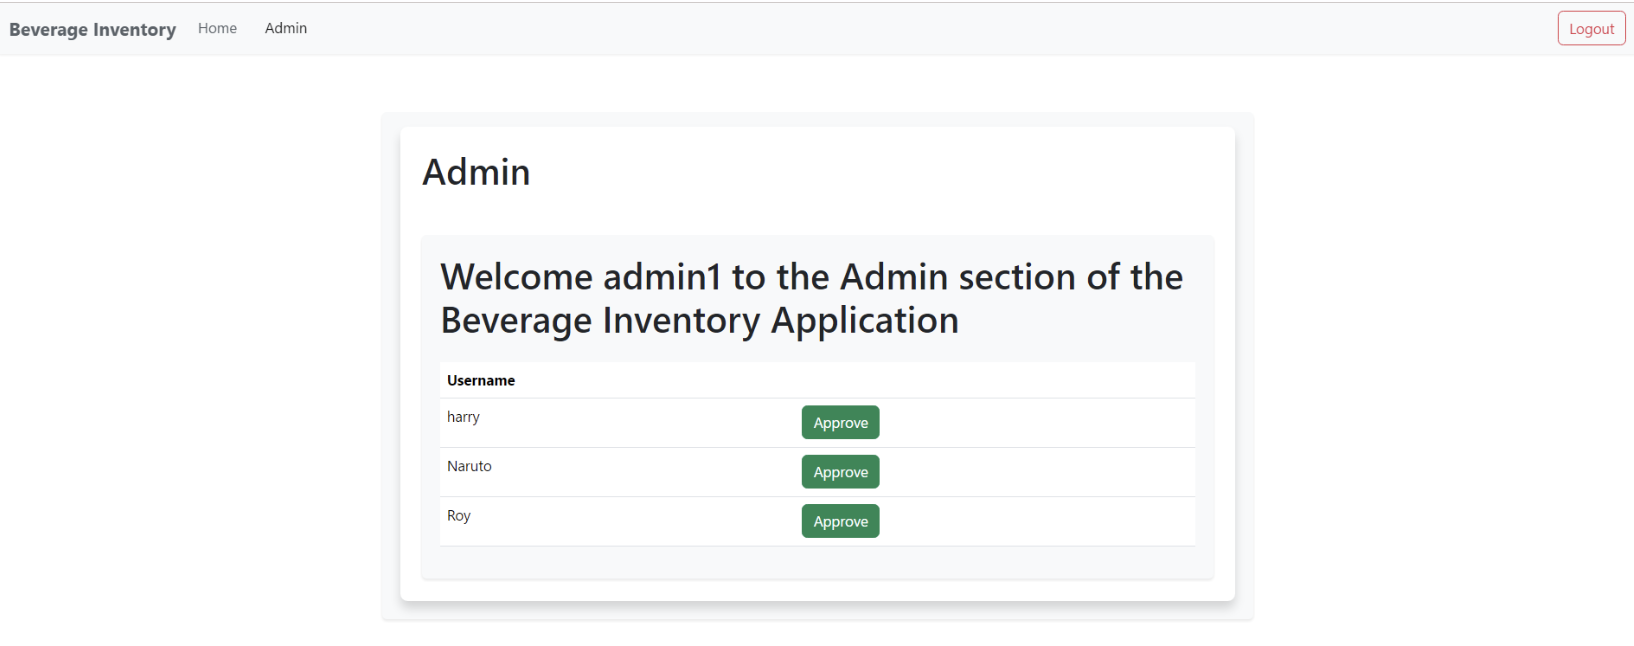 Beverage Inventory Home Admin Logout
Admin
Welcome admin1 to the Admin section of the
Beverage Inventory Application
Username
harry Approve
Naruto Approve
Roy Approve